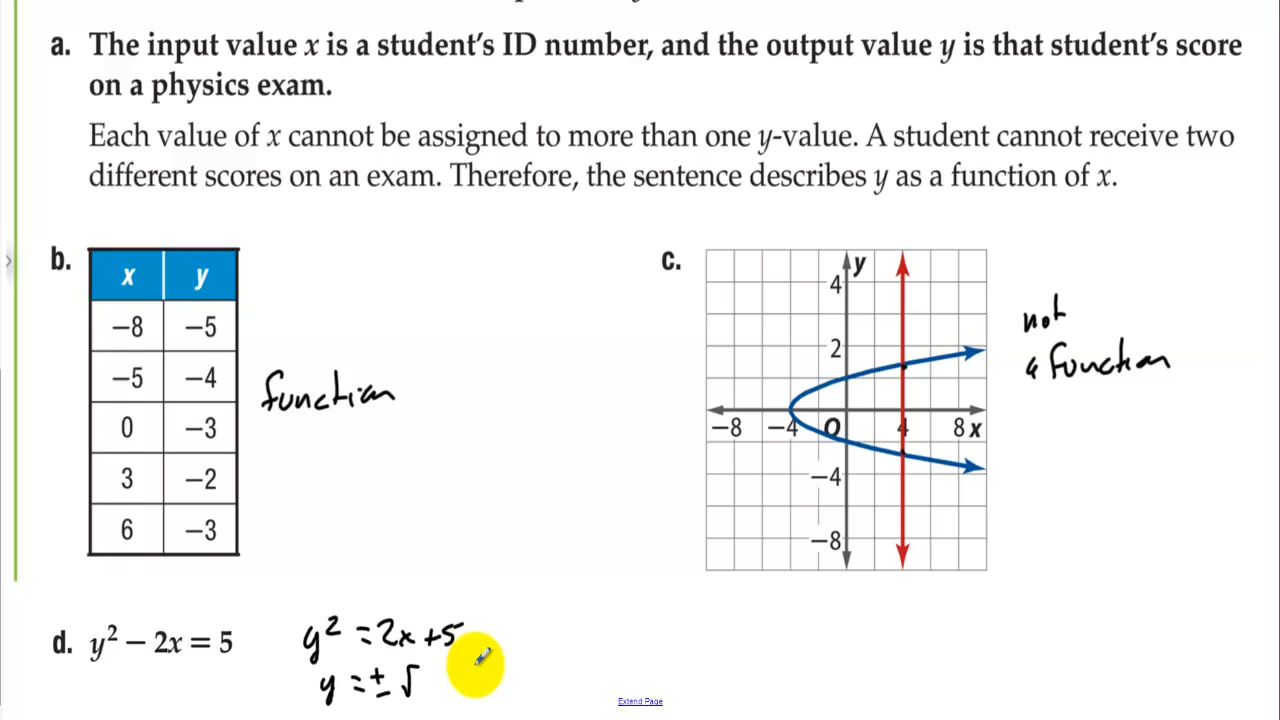 a. The input value x is a student's ID number, and the output value y is that student's score
on a physics exam.
Each value of x cannot be assigned to more than one y-value. A student cannot receive two
different scores on an exam. Therefore, the sentence describes y as a function of x.
b.
x y
−8 −5
−5 −4
0 −3
3 −2
6 −3
function
c.
y
4
2
−8 −4 O 4 8 x
−4
−8
not
a function
d. y² − 2x = 5
y² = 2x + 5
y = ± √
Extend Page